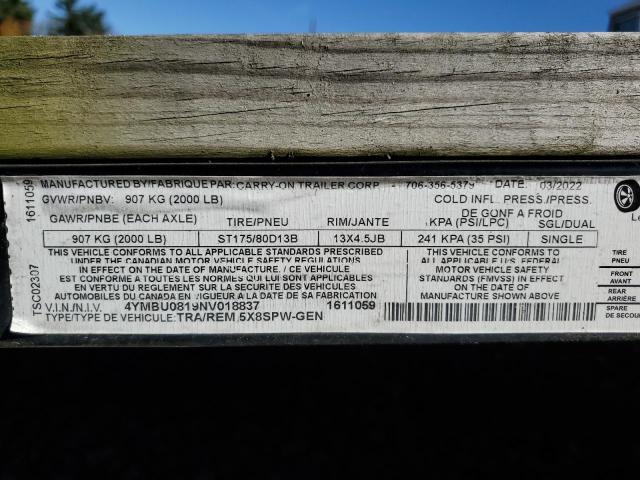 MANUFACTURED BY/FABRIQUE PAR: CARRY-ON TRAILER CORP 706-356-5379 DATE: 03/2022
GVWR/PNBV: 907 KG (2000 LB) COLD INFL. PRESS./PRESS.
DE GONF A FROID
GAWR/PNBE (EACH AXLE) TIRE/PNEU RIM/JANTE KPA (PSI/LPC) SGL/DUAL
907 KG (2000 LB) ST175/80D13B 13X4.5JB 241 KPA (35 PSI) SINGLE
THIS VEHICLE CONFORMS TO ALL APPLICABLE STANDARDS PRESCRIBED
UNDER THE CANADIAN MOTOR VEHICLE SAFETY REGULATIONS
IN EFFECT ON THE DATE OF MANUFACTURE. / CE VEHICULE
EST CONFORME A TOUTES LES NORMES QUI LUI SONT APPLICABLES
EN VERTU DU REGLEMENT SUR LA SECURITE DES VEHICULES
AUTOMOBILES DU CANADA EN VIGUEUR A LA DATE DE SA FABRICATION
THIS VEHICLE CONFORMS TO
ALL APPLICABLE U.S. FEDERAL
MOTOR VEHICLE SAFETY
STANDARDS (FMVSS) IN EFFECT
ON THE DATE OF MANUFACTURE.
V.I.N./N.I.V. 4YMBU0819NV018837 1611059
TYPE/TYPE DE VEHICULE: TRA/REM 5X8SPW-GEN
TSC02307 1611059
TIRE
PNEU
FRONT
AVANT
REAR
ARRIERE
SPARE
DE SECOU